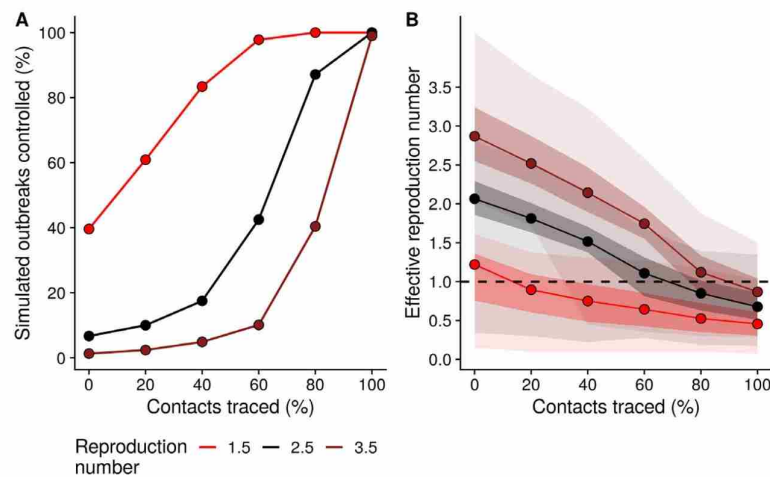 A
Simulated outbreaks controlled (%)
100
80
60
40
20
0
0 20 40 60 80 100
Contacts traced (%)
Reproduction
number
1.5 2.5 3.5
B
Effective reproduction number
3.5
3.0
2.5
2.0
1.5
1.0
0.5
0.0
0 20 40 60 80 100
Contacts traced (%)